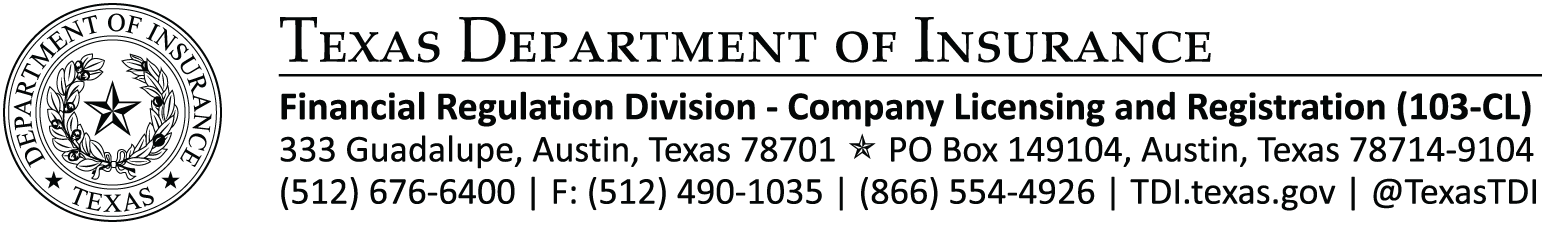 DEPARTMENT OF INSURANCE
★ TEXAS ★
TEXAS DEPARTMENT OF INSURANCE
Financial Regulation Division - Company Licensing and Registration (103-CL)
333 Guadalupe, Austin, Texas 78701 ✯ PO Box 149104, Austin, Texas 78714-9104
(512) 676-6400 | F: (512) 490-1035 | (866) 554-4926 | TDI.texas.gov | @TexasTDI